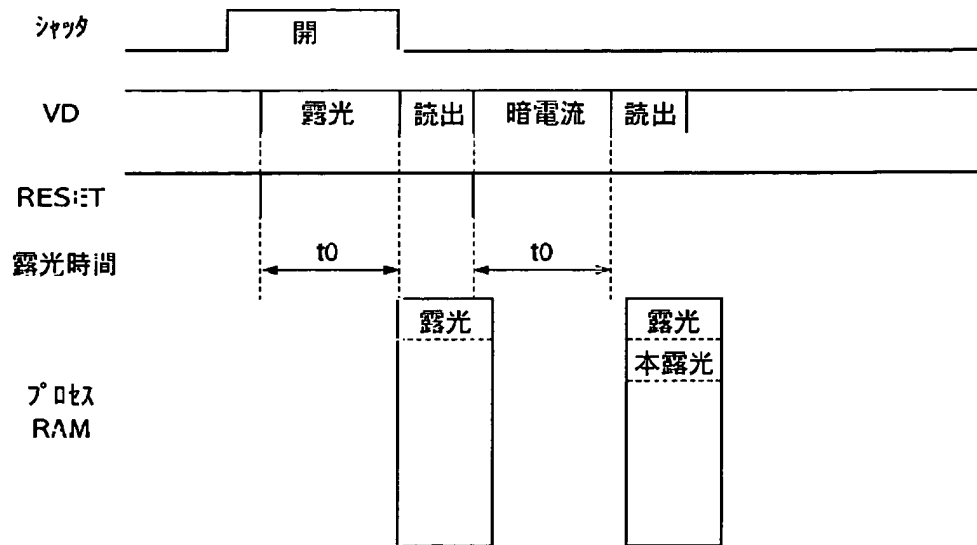 シャッタ
開
VD
露光 読出 暗電流 読出
RESET
露光時間
t0 t0
プロセス
RAM
露光 露光
本露光